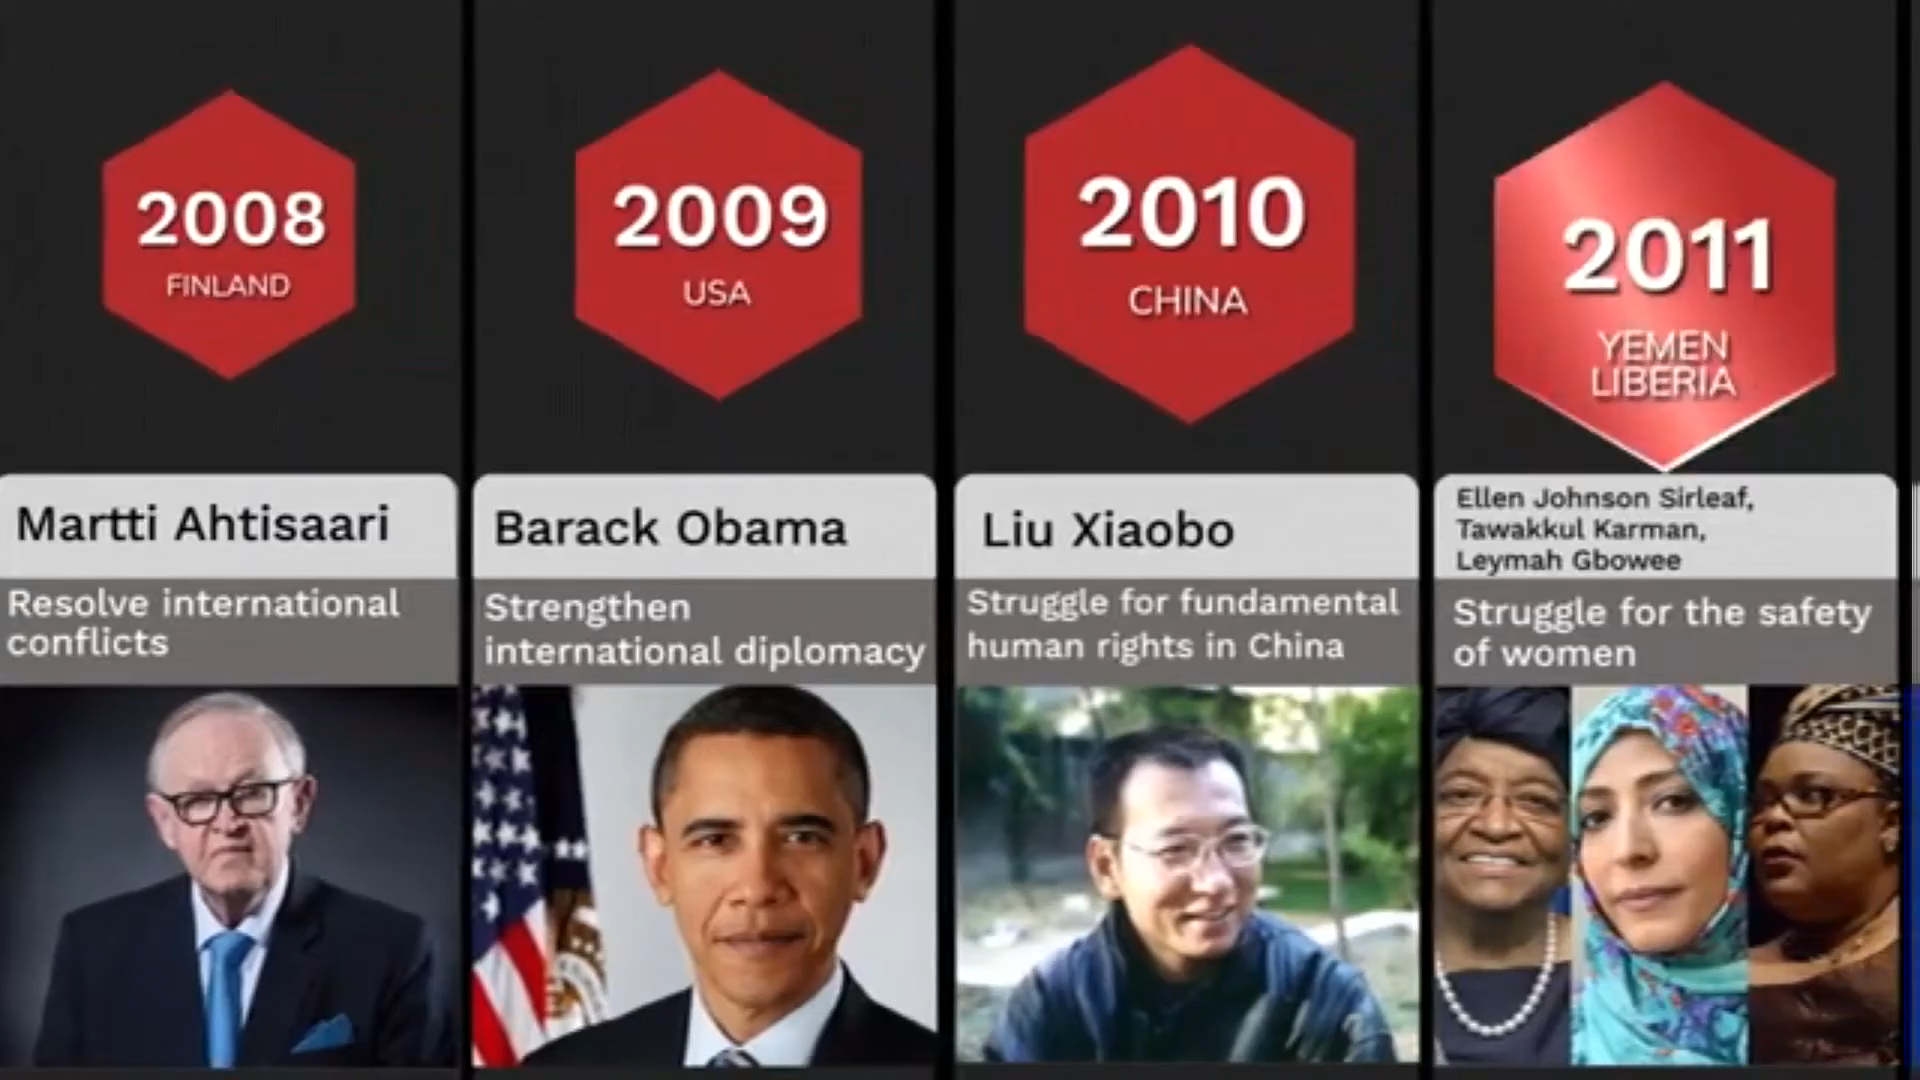 2008
FINLAND
Martti Ahtisaari
Resolve international
conflicts
2009
USA
Barack Obama
Strengthen
international diplomacy
2010
CHINA
Liu Xiaobo
Struggle for fundamental
human rights in China
2011
YEMEN
LIBERIA
Ellen Johnson Sirleaf,
Tawakkul Karman,
Leymah Gbowee
Struggle for the safety
of women